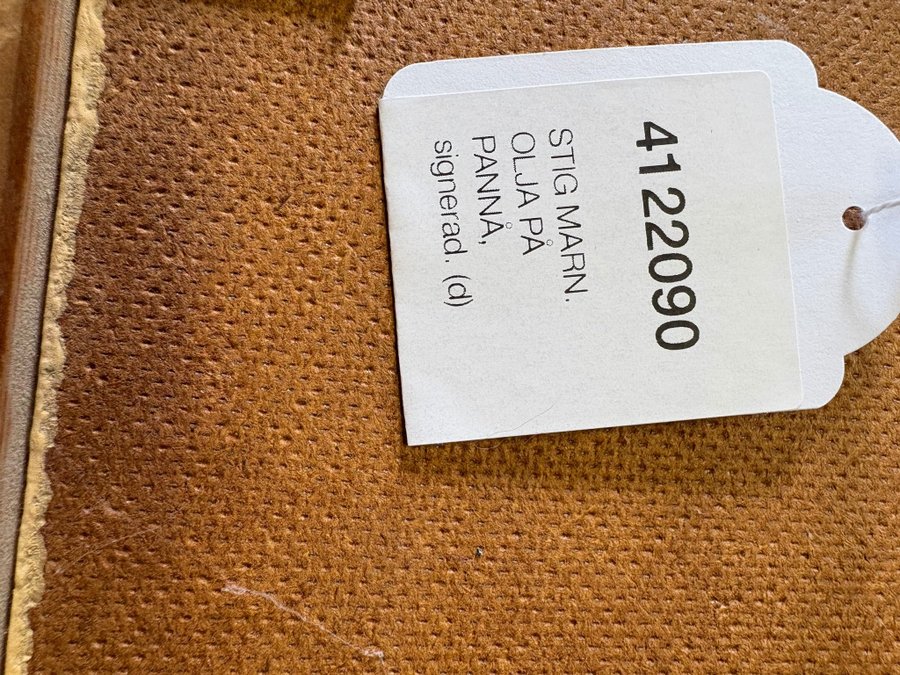 4122090
STIG MARN.
OLJA PÅ
PANNÅ,
signerad. (d)